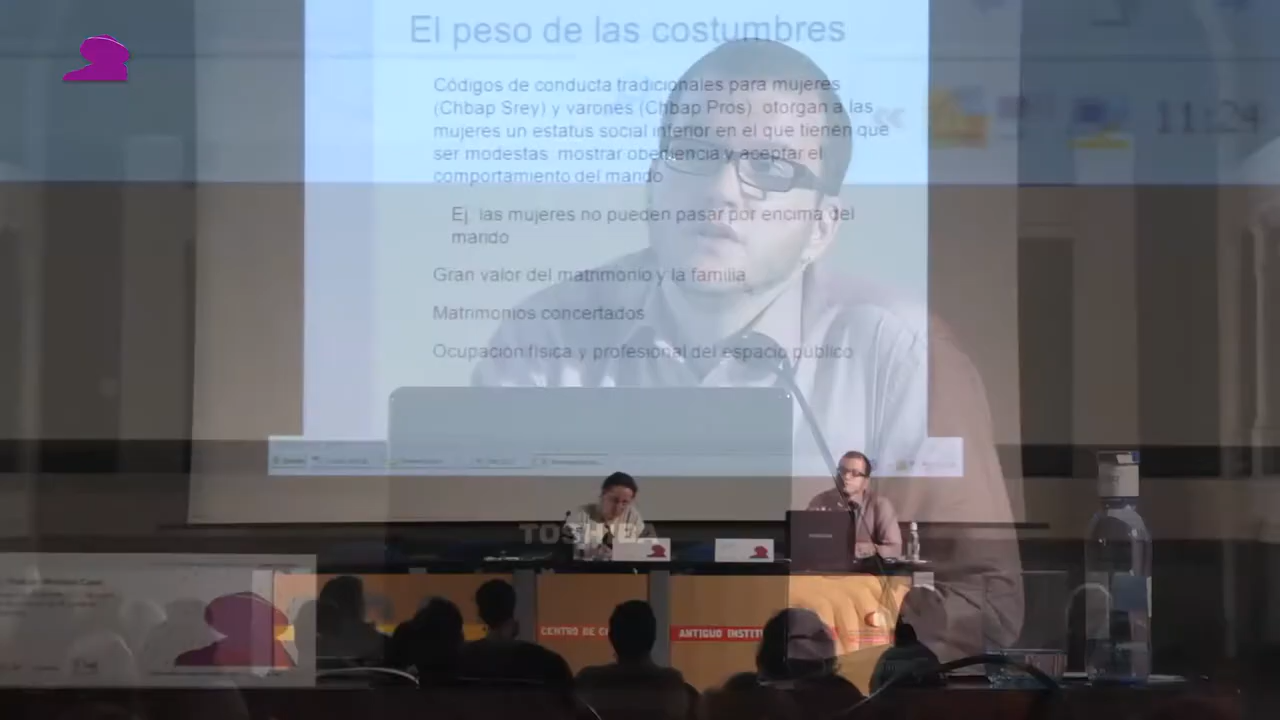 El peso de las costumbres
Códigos de conducta tradicionales para mujeres
(Chbap Srey) y varones (Chbap Pros) otorgan a las
mujeres un estatus social inferior en el que tienen que
ser modestas mostrar obediencia y aceptar el
comportamiento del marido
Ej. las mujeres no pueden pasar por encima del
marido
Gran valor del matrimonio y la familia
Matrimonios concertados
Ocupación física y profesional del espacio público
11:24
TOSHIBA
CENTRO DE
ANTIGUO